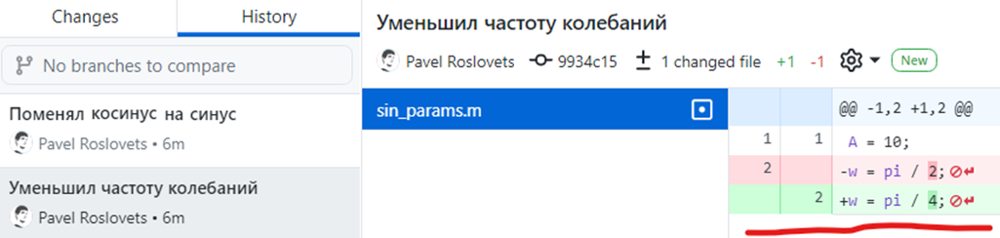 Changes
History
No branches to compare
Поменял косинус на синус
Pavel Roslovets • 6m
Уменьшил частоту колебаний
Pavel Roslovets • 6m
Уменьшил частоту колебаний
Pavel Roslovets 9934c15 1 changed file +1 -1 New
sin_params.m
@@ -1,2 +1,2 @@
1 1 A = 10;
2 -w = pi / 2;
2 +w = pi / 4;